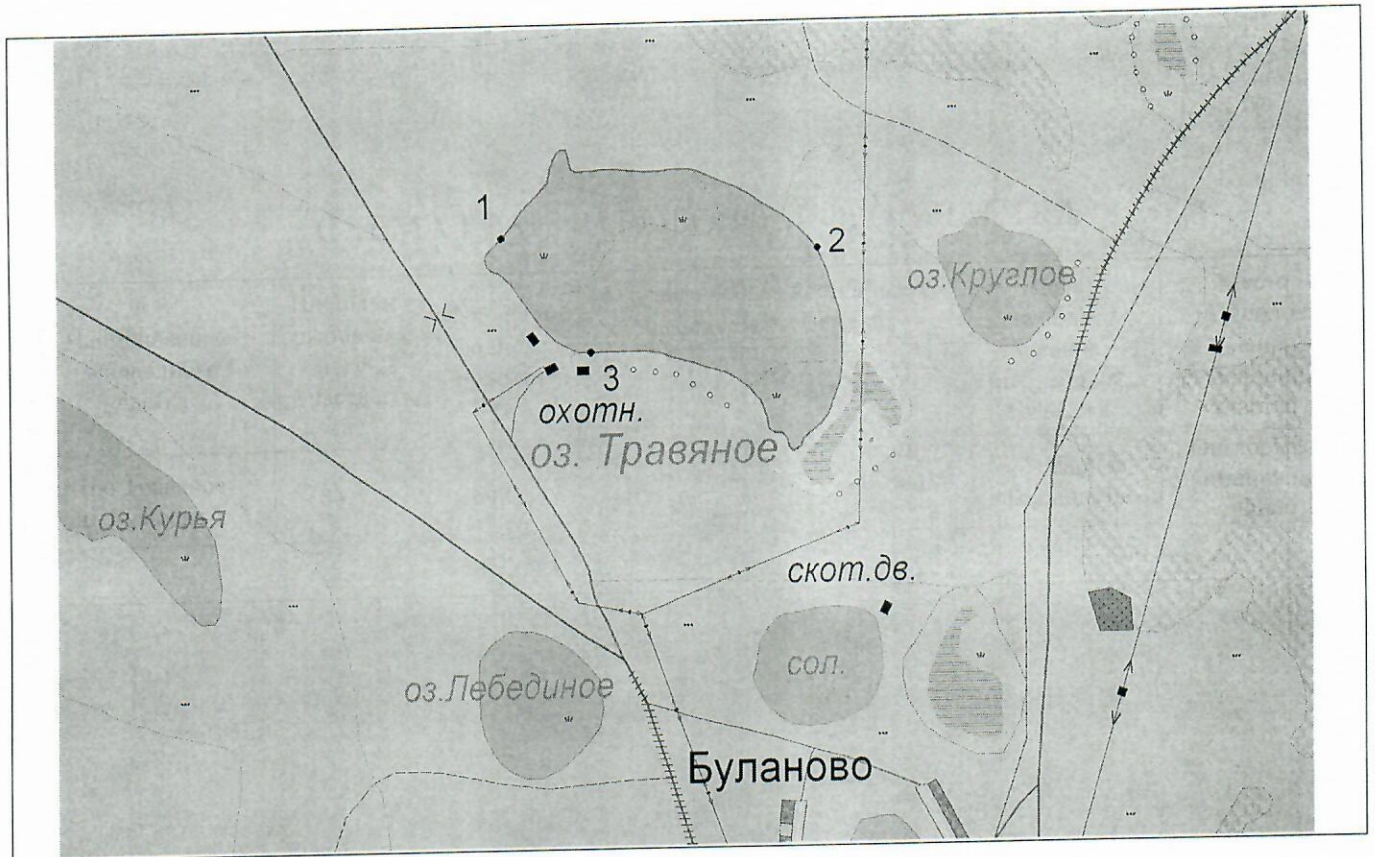 1
2
оз.Круглое
3
охотн.
оз. Травяное
оз.Курья
скот.дв.
сол.
оз.Лебединое
Буланово